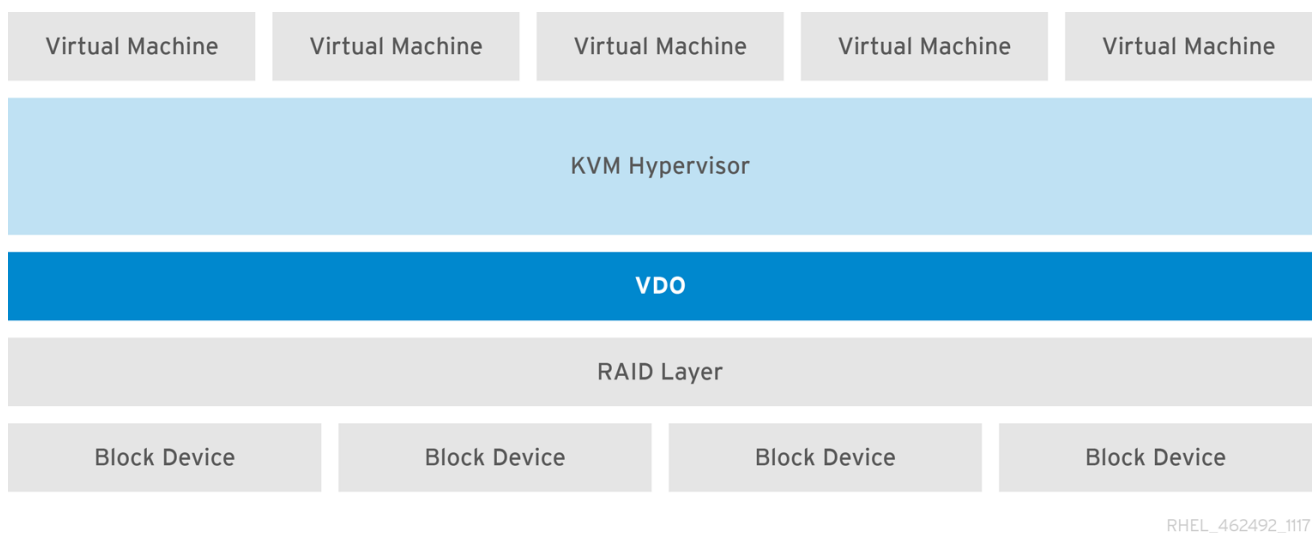 Virtual Machine Virtual Machine Virtual Machine Virtual Machine Virtual Machine
KVM Hypervisor
VDO
RAID Layer
Block Device Block Device Block Device Block Device
RHEL_462492_1117